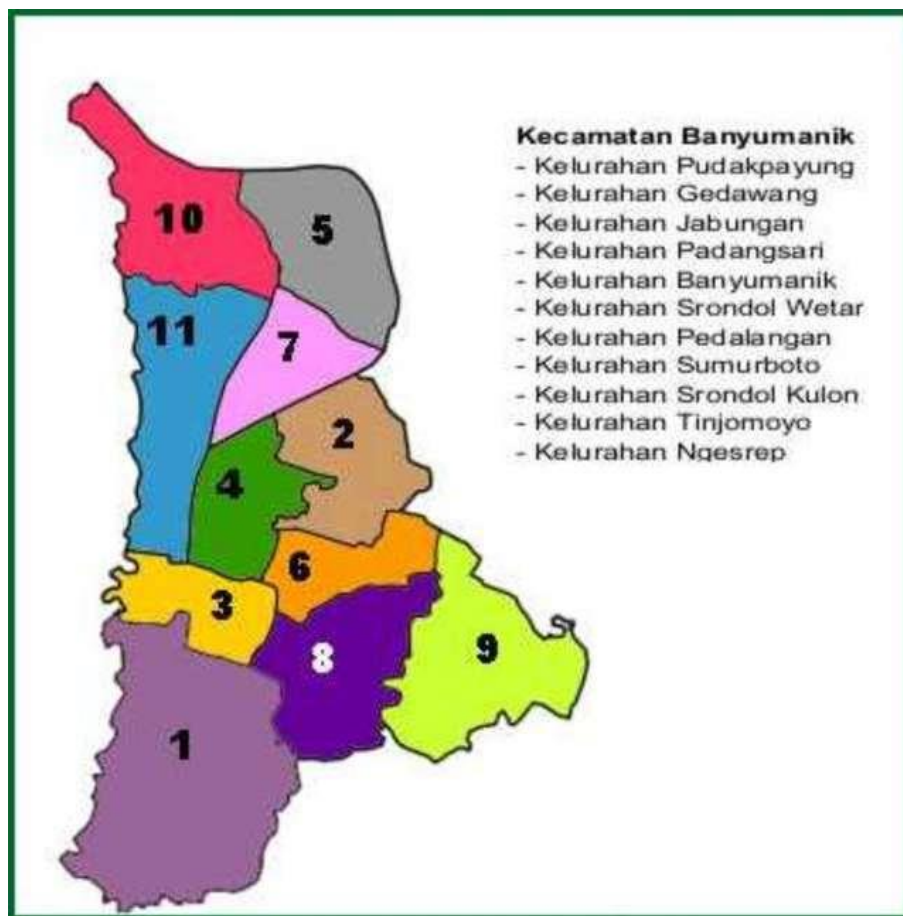 Kecamatan Banyumanik
- Kelurahan Pudakpayung
- Kelurahan Gedawang
- Kelurahan Jabungan
- Kelurahan Padangsari
- Kelurahan Banyumanik
- Kelurahan Srondol Wetar
- Kelurahan Pedalangan
- Kelurahan Sumurboto
- Kelurahan Srondol Kulon
- Kelurahan Tinjomoyo
- Kelurahan Ngesrep
10
5
11
7
2
4
6
3
8
9
1